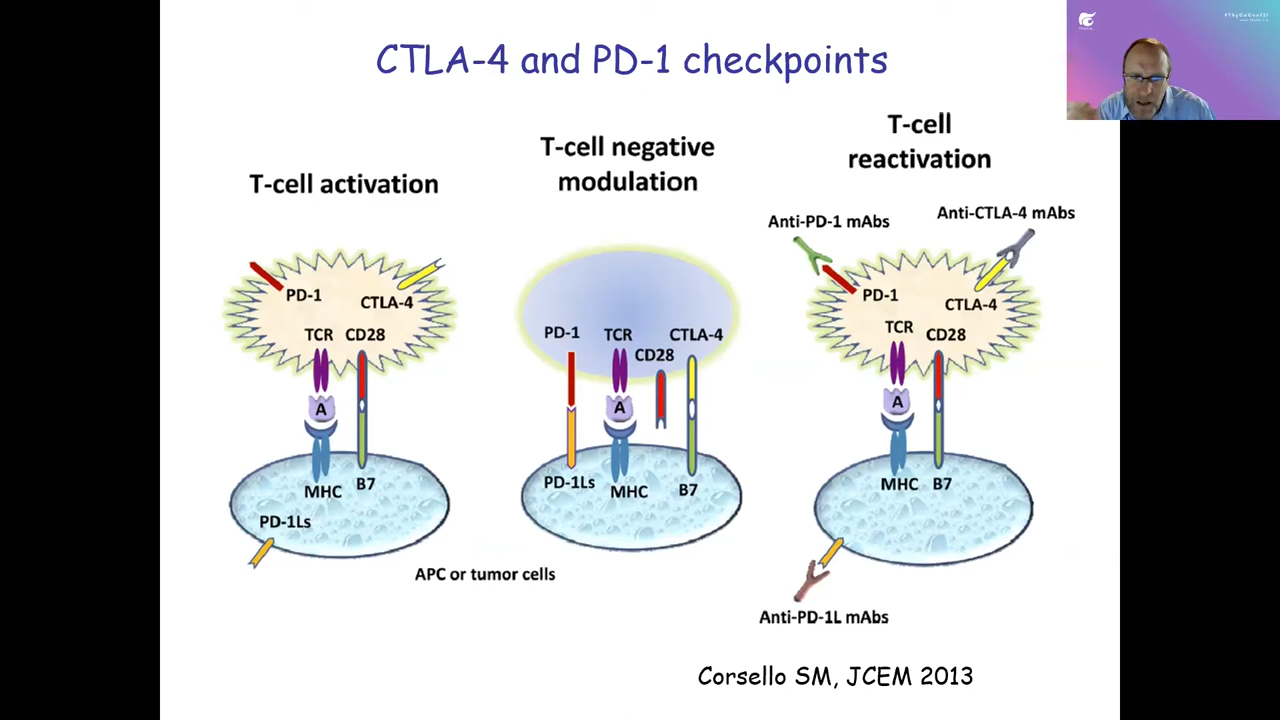 CTLA-4 and PD-1 checkpoints
T-cell activation
PD-1
CTLA-4
TCR CD28
A
MHC B7
PD-1Ls
APC or tumor cells
T-cell negative
modulation
PD-1 TCR CTLA-4
CD28
A
PD-1Ls MHC B7
T-cell
reactivation
Anti-PD-1 mAbs
Anti-CTLA-4 mAbs
PD-1
CTLA-4
TCR CD28
A
MHC B7
Anti-PD-1L mAbs
Corsello SM, JCEM 2013